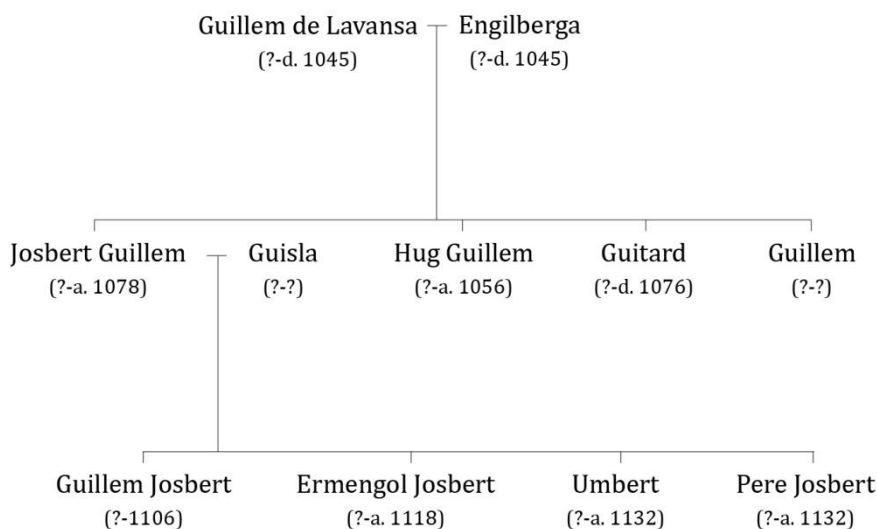 Guillem de Lavansa Engilberga
(?-d. 1045) (?-d. 1045)
Josbert Guillem Guisla Hug Guillem Guitard Guillem
(?-a. 1078) (?-?) (?-a. 1056) (?-d. 1076) (?-?)
Guillem Josbert Ermengol Josbert Umbert Pere Josbert
(?-1106) (?-a. 1118) (?-a. 1132) (?-a. 1132)